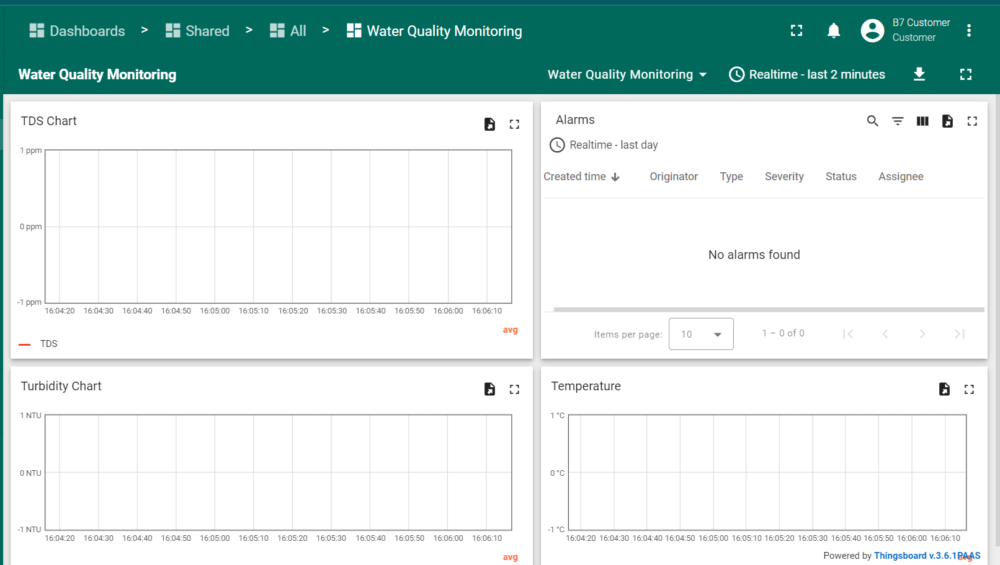 Dashboards > Shared > All > Water Quality Monitoring
B7 Customer
Customer
Water Quality Monitoring
Water Quality Monitoring
Realtime - last 2 minutes
TDS Chart
1 ppm
0 ppm
-1 ppm
16:04:20 16:04:30 16:04:40 16:04:50 16:05:00 16:05:10 16:05:20 16:05:30 16:05:40 16:05:50 16:06:00 16:06:10
avg
TDS
Alarms
Realtime - last day
Created time Originator Type Severity Status Assignee
No alarms found
Items per page: 10 1 – 0 of 0
Turbidity Chart
1 NTU
0 NTU
-1 NTU
16:04:20 16:04:30 16:04:40 16:04:50 16:05:00 16:05:10 16:05:20 16:05:30 16:05:40 16:05:50 16:06:00 16:06:10
avg
Temperature
1 °C
0 °C
-1 °C
16:04:20 16:04:30 16:04:40 16:04:50 16:05:00 16:05:10 16:05:20 16:05:30 16:05:40 16:05:50 16:06:00 16:06:10
avg
Powered by Thingsboard v.3.6.1PAAS